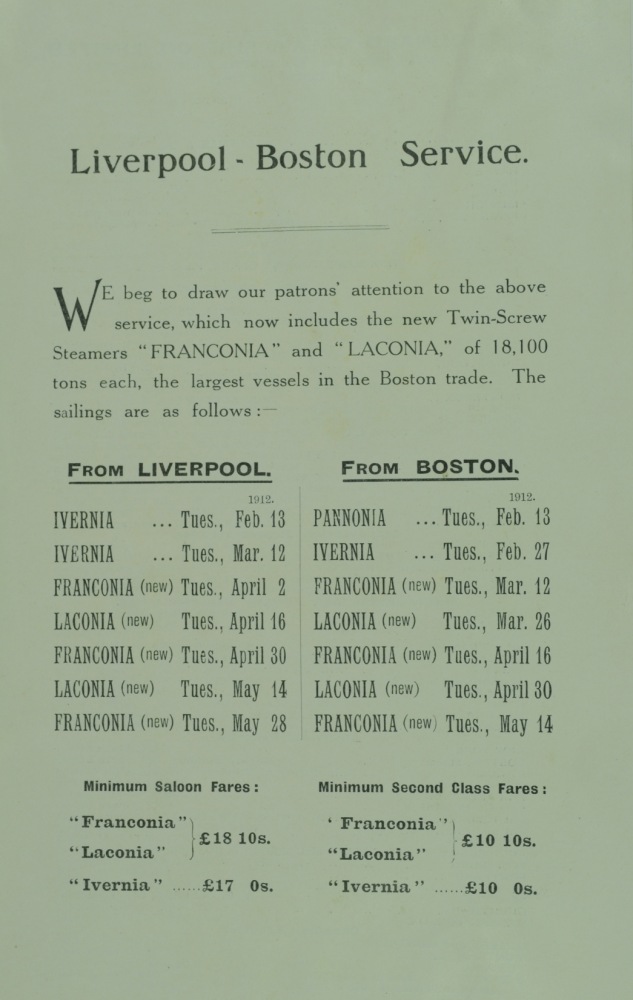 Liverpool - Boston Service.
WE beg to draw our patrons' attention to the above
service, which now includes the new Twin-Screw
Steamers "FRANCONIA" and "LACONIA," of 18,100
tons each, the largest vessels in the Boston trade. The
sailings are as follows :—
FROM LIVERPOOL.
1912.
IVERNIA ... Tues., Feb. 13
IVERNIA ... Tues., Mar. 12
FRANCONIA (new) Tues., April 2
LACONIA (new) Tues., April 16
FRANCONIA (new) Tues., April 30
LACONIA (new) Tues., May 14
FRANCONIA (new) Tues., May 28
FROM BOSTON.
1912.
PANNONIA ... Tues., Feb. 13
IVERNIA ... Tues., Feb. 27
FRANCONIA (new) Tues., Mar. 12
LACONIA (new) Tues., Mar. 26
FRANCONIA (new) Tues., April 16
LACONIA (new) Tues., April 30
FRANCONIA (new) Tues., May 14
Minimum Saloon Fares :
"Franconia"
"Laconia" £18 10s.
"Ivernia" ......£17 0s.
Minimum Second Class Fares :
' Franconia"
"Laconia" £10 10s.
"Ivernia" ......£10 0s.